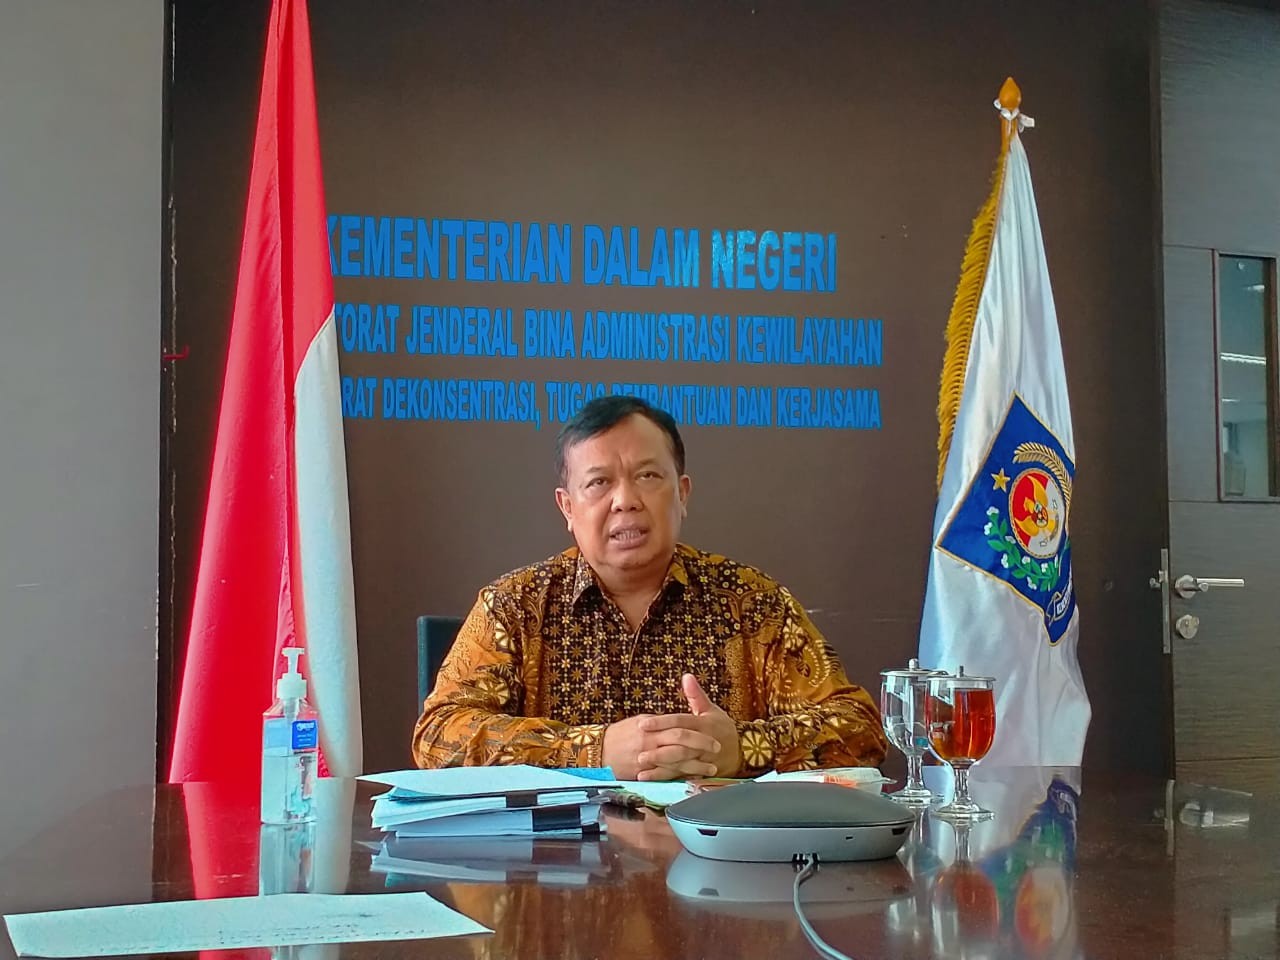 KEMENTERIAN DALAM NEGERI
TORAT JENDERAL BINA ADMINISTRASI KEWILAYAHAN
RAT DEKONSENTRASI, TUGAS PEMBANTUAN DAN KERJASAMA